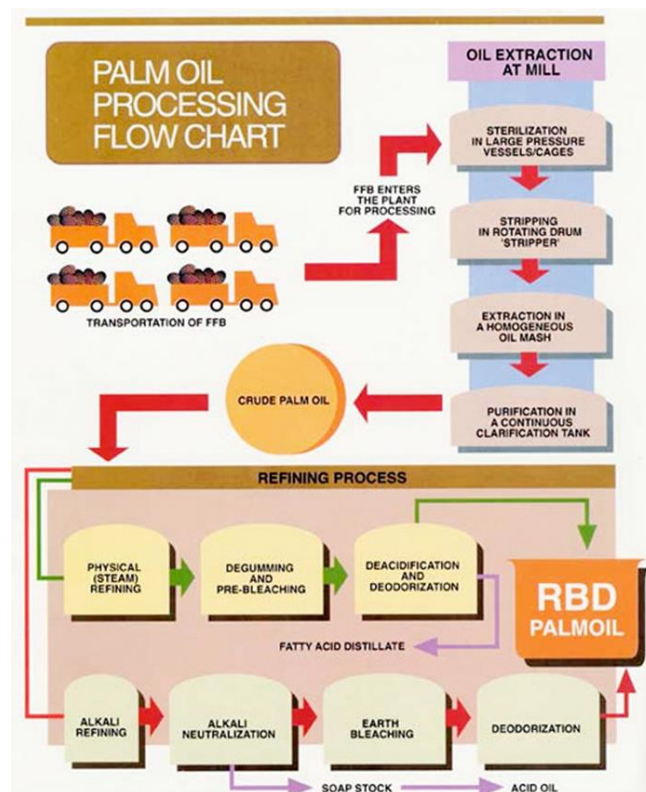 PALM OIL
PROCESSING
FLOW CHART
OIL EXTRACTION
AT MILL
STERILIZATION
IN LARGE PRESSURE
VESSELS/CAGES
FFB ENTERS
THE PLANT
FOR PROCESSING
STRIPPING
IN ROTATING DRUM
'STRIPPER'
TRANSPORTATION OF FFB
EXTRACTION IN
A HOMOGENEOUS
OIL MASH
CRUDE PALM OIL
PURIFICATION IN
A CONTINUOUS
CLARIFICATION TANK
REFINING PROCESS
PHYSICAL
(STEAM)
REFINING
DEGUMMING
AND
PRE-BLEACHING
DEACIDIFICATION
AND
DEODORIZATION
RBD
PALMOIL
FATTY ACID DISTILLATE
ALKALI
REFINING
ALKALI
NEUTRALIZATION
EARTH
BLEACHING
DEODORIZATION
SOAP STOCK
ACID OIL